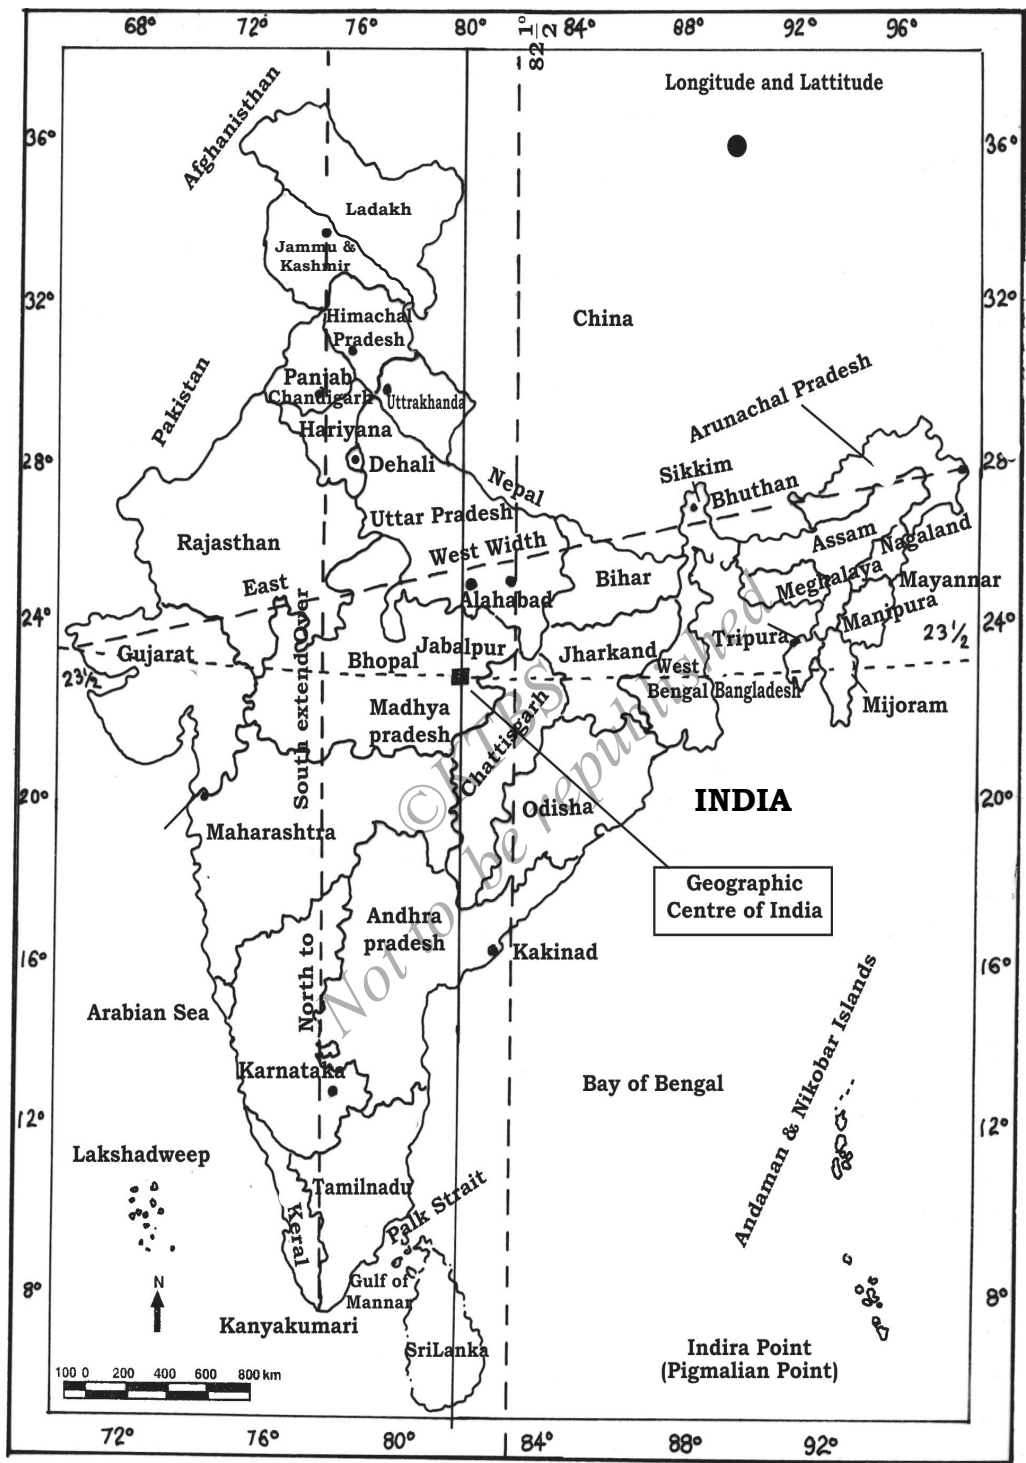 68° 72° 76° 80° 82 1°/2 84° 88° 92° 96°
Longitude and Lattitude
Afghanisthan
36°
36°
Ladakh
Jammu &
Kashmir
32°
32°
Himachal
Pradesh
China
Pakistan
Panjab
Chandigarh
Uttrakhanda
Arunachal Pradesh
Hariyana
28°
Dehali
28-
Sikkim
Nepal
Bhuthan
Uttar Pradesh
Rajasthan
West Width
Assam
Nagaland
East
Bihar
Meghalaya
Mayannar
Alahabad
24°
24°
Manipura
23 1/2
Gujarat
Bhopal
Jabalpur
Jharkand
Tripura
23 1/2
West
Bengal
Bangladesh
Mijoram
Madhya
pradesh
Chattisgarh
South extend Over
North to
20°
20°
INDIA
Odisha
Maharashtra
Geographic
Centre of India
Andhra
pradesh
Kakinad
16°
16°
Arabian Sea
Andaman & Nikobar Islands
Karnataka
Bay of Bengal
12°
12°
Lakshadweep
Tamilnadu
Palk Strait
Keral
N
Gulf of
Mannar
8°
8°
Kanyakumari
SriLanka
Indira Point
(Pigmalian Point)
100 0 200 400 600 800 km
72° 76° 80° 84° 88° 92°
©KTBS
Not to be republished